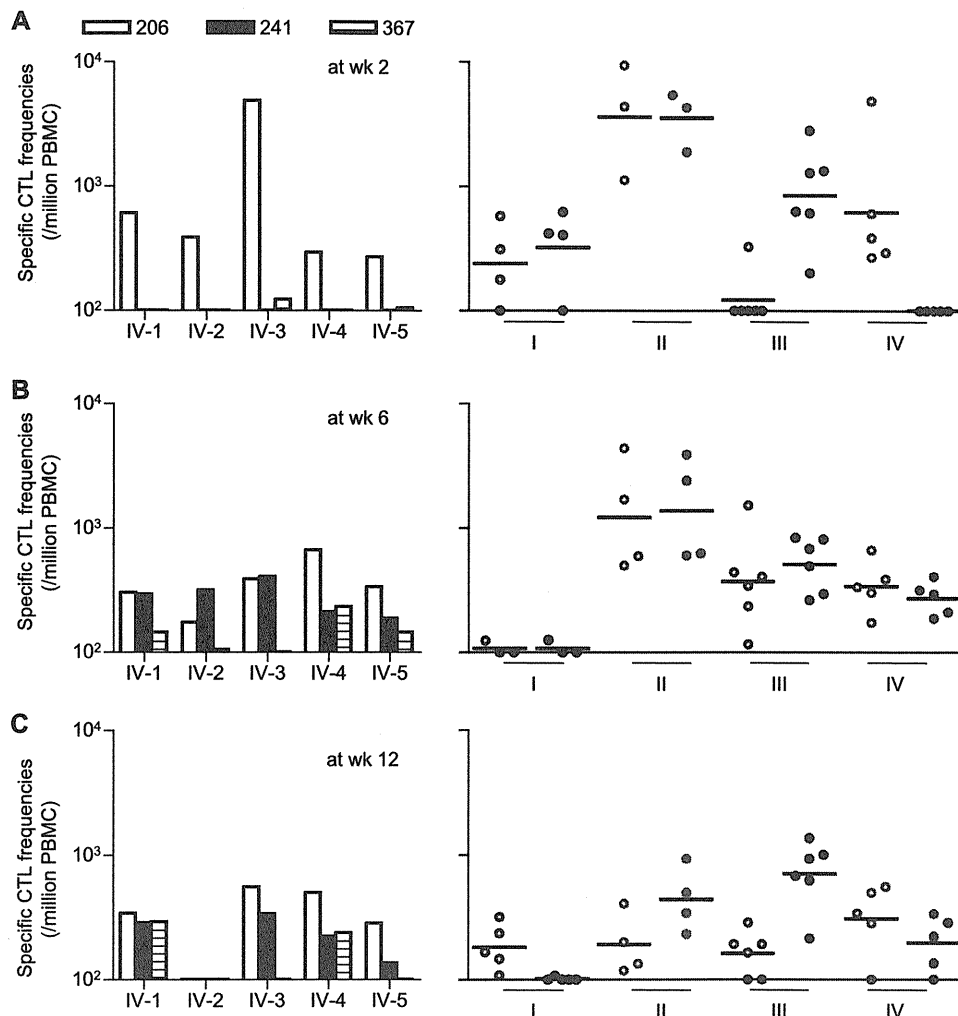 A
206 241 367
Specific CTL frequencies
(/million PBMC)
10⁴
10³
10²
at wk 2
IV-1 IV-2 IV-3 IV-4 IV-5
I II III IV
B
Specific CTL frequencies
(/million PBMC)
10⁴
10³
10²
at wk 6
IV-1 IV-2 IV-3 IV-4 IV-5
I II III IV
C
Specific CTL frequencies
(/million PBMC)
10⁴
10³
10²
at wk 12
IV-1 IV-2 IV-3 IV-4 IV-5
I II III IV